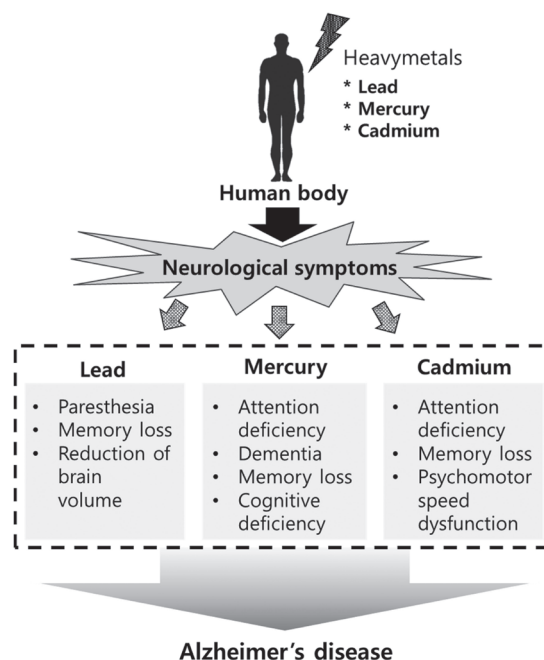 Heavymetals
* Lead
* Mercury
* Cadmium
Human body
Neurological symptoms
Lead
• Paresthesia
• Memory loss
• Reduction of
brain
volume
Mercury
• Attention
deficiency
• Dementia
• Memory loss
• Cognitive
deficiency
Cadmium
• Attention
deficiency
• Memory loss
• Psychomotor
speed
dysfunction
Alzheimer's disease